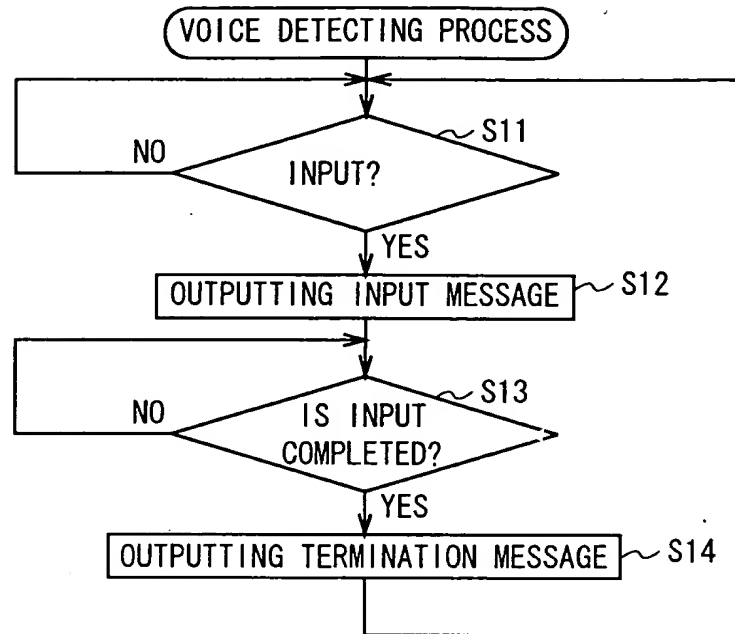 VOICE DETECTING PROCESS
S11
NO
INPUT?
YES
OUTPUTTING INPUT MESSAGE
S12
S13
NO
IS INPUT
COMPLETED?
YES
OUTPUTTING TERMINATION MESSAGE
S14